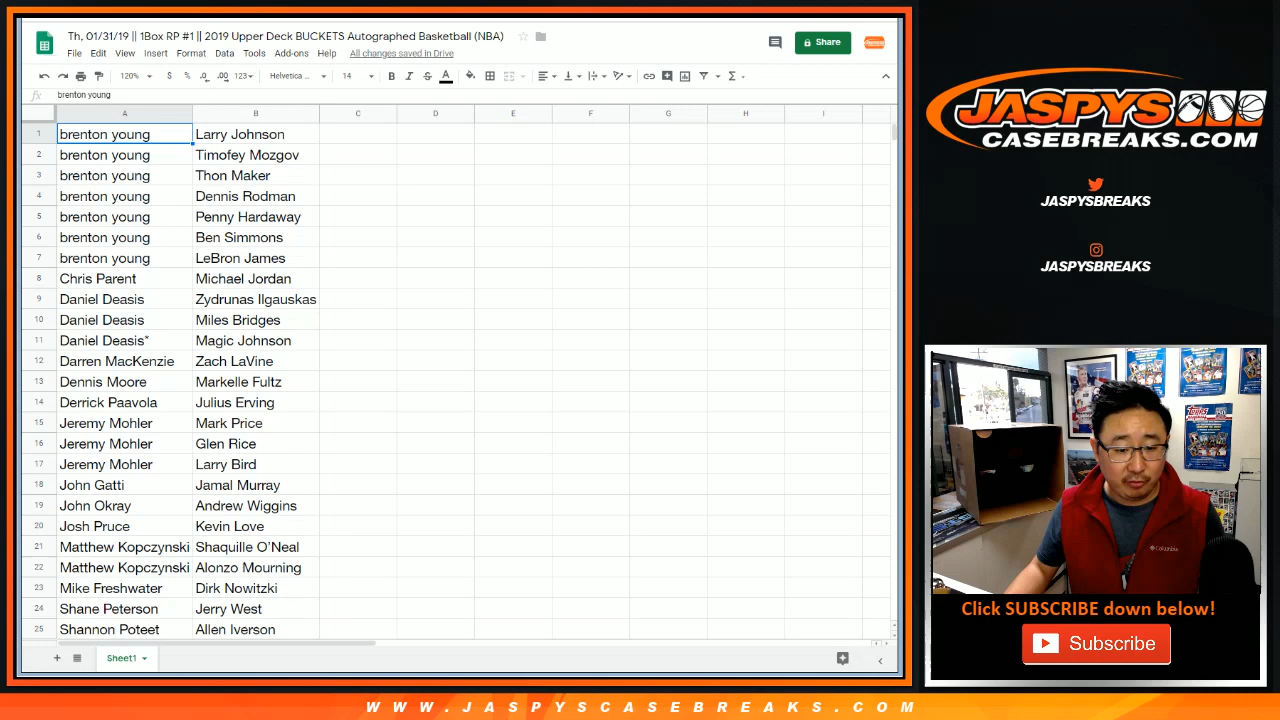 Th, 01/31/19 || 1Box RP #1 || 2019 Upper Deck BUCKETS Autographed Basketball (NBA)
File Edit View Insert Format Data Tools Add-ons Help All changes saved in Drive
Share
120% $ % .0 .00 123 Helvetica ... 14 B I S A
fx brenton young
A B C D E F G H I
1 brenton young Larry Johnson
2 brenton young Timofey Mozgov
3 brenton young Thon Maker
4 brenton young Dennis Rodman
5 brenton young Penny Hardaway
6 brenton young Ben Simmons
7 brenton young LeBron James
8 Chris Parent Michael Jordan
9 Daniel Deasis Zydrunas Ilgauskas
10 Daniel Deasis Miles Bridges
11 Daniel Deasis* Magic Johnson
12 Darren MacKenzie Zach LaVine
13 Dennis Moore Markelle Fultz
14 Derrick Paavola Julius Erving
15 Jeremy Mohler Mark Price
16 Jeremy Mohler Glen Rice
17 Jeremy Mohler Larry Bird
18 John Gatti Jamal Murray
19 John Okray Andrew Wiggins
20 Josh Pruce Kevin Love
21 Matthew Kopczynski Shaquille O'Neal
22 Matthew Kopczynski Alonzo Mourning
23 Mike Freshwater Dirk Nowitzki
24 Shane Peterson Jerry West
25 Shannon Poteet Allen Iverson
Sheet1
JASPYS
CASEBREAKS.COM
JASPYSBREAKS
JASPYSBREAKS
Columbia
Click SUBSCRIBE down below!
Subscribe
WWW.JASPYSCASEBREAKS.COM